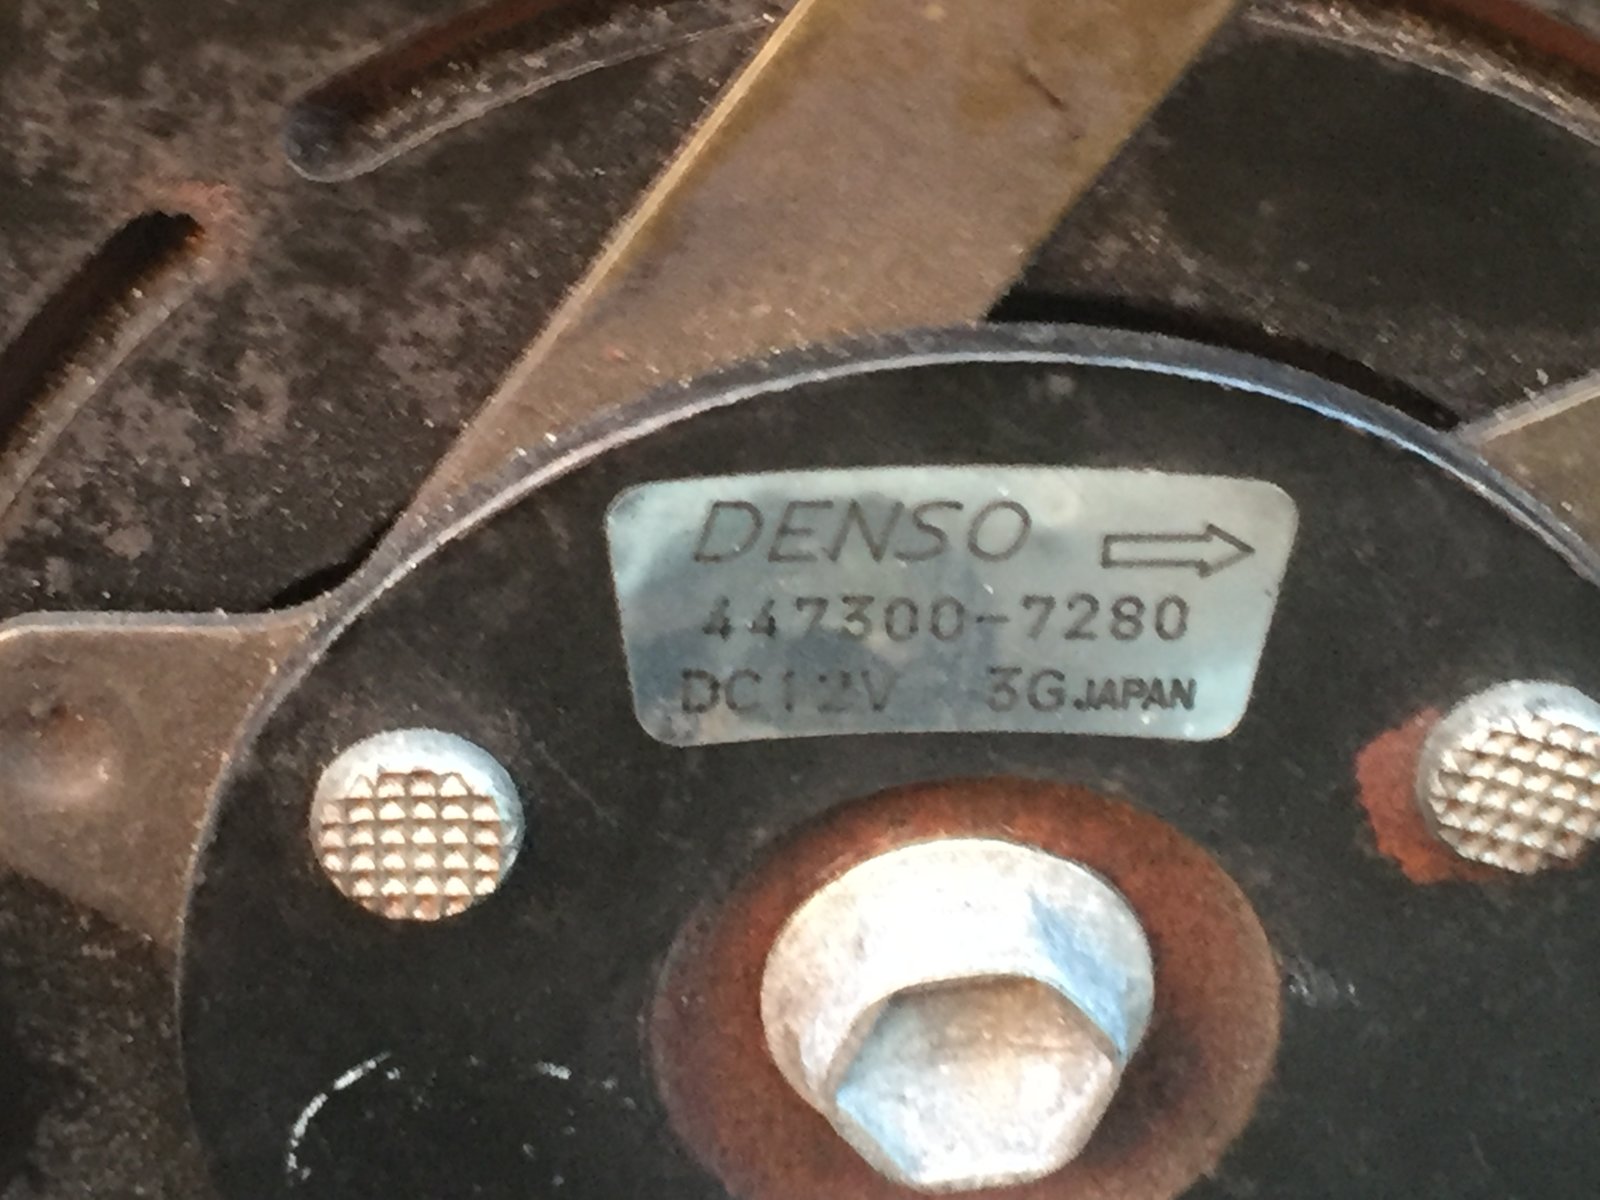 DENSO
447300-7280
DC12V 3G JAPAN